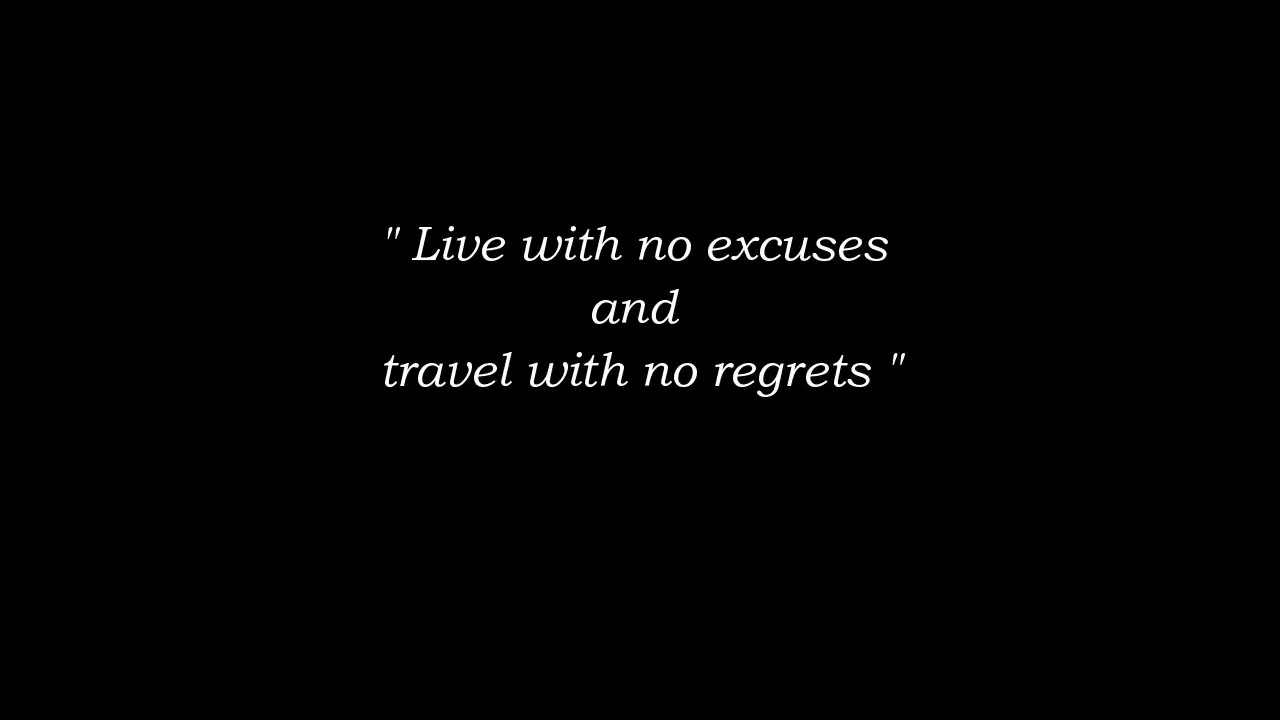 " Live with no excuses
and
travel with no regrets "